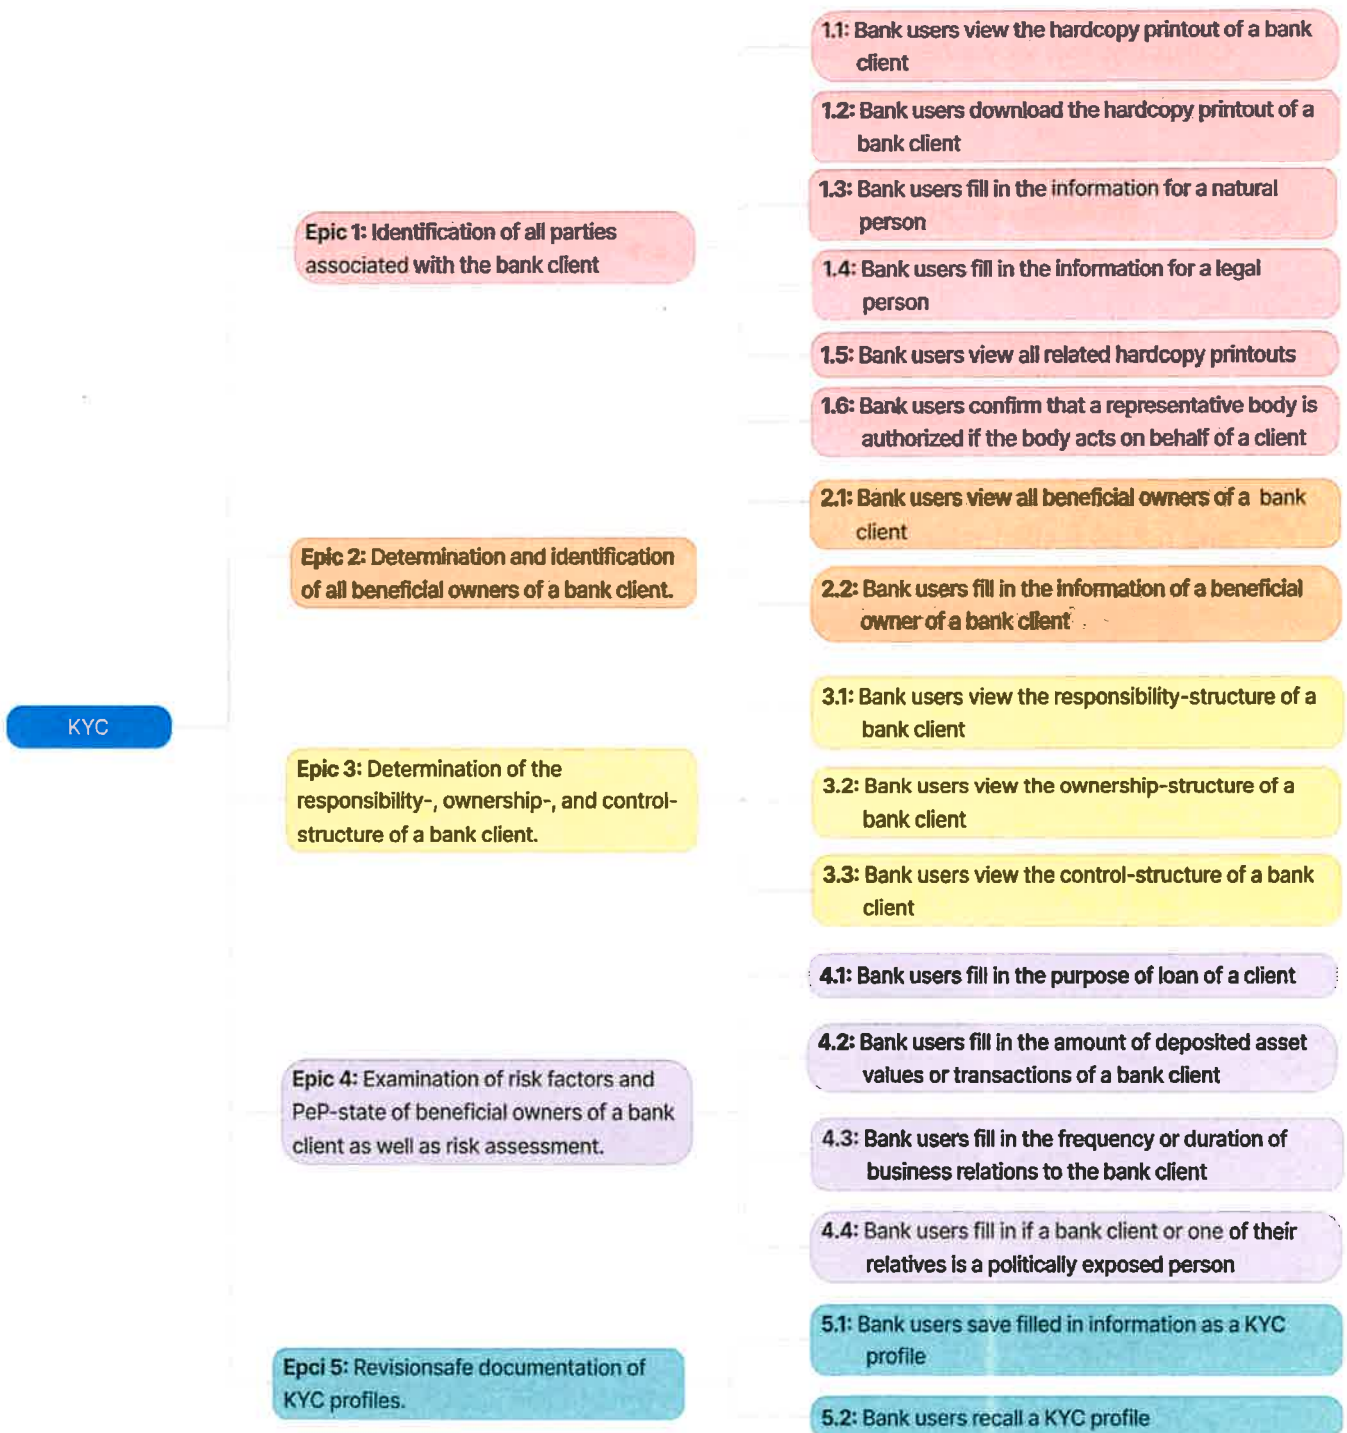 1.1: Bank users view the hardcopy printout of a bank
client
1.2: Bank users download the hardcopy printout of a
bank client
1.3: Bank users fill in the information for a natural
person
Epic 1: Identification of all parties
associated with the bank client
1.4: Bank users fill in the information for a legal
person
1.5: Bank users view all related hardcopy printouts
1.6: Bank users confirm that a representative body is
authorized if the body acts on behalf of a client
2.1: Bank users view all beneficial owners of a bank
client
Epic 2: Determination and identification
of all beneficial owners of a bank client.
2.2: Bank users fill in the information of a beneficial
owner of a bank client
KYC
3.1: Bank users view the responsibility-structure of a
bank client
Epic 3: Determination of the
responsibility-, ownership-, and control-
structure of a bank client.
3.2: Bank users view the ownership-structure of a
bank client
3.3: Bank users view the control-structure of a bank
client
4.1: Bank users fill in the purpose of loan of a client
4.2: Bank users fill in the amount of deposited asset
values or transactions of a bank client
Epic 4: Examination of risk factors and
PeP-state of beneficial owners of a bank
client as well as risk assessment.
4.3: Bank users fill in the frequency or duration of
business relations to the bank client
4.4: Bank users fill in if a bank client or one of their
relatives is a politically exposed person
5.1: Bank users save filled in information as a KYC
profile
Epci 5: Revisionsafe documentation of
KYC profiles.
5.2: Bank users recall a KYC profile